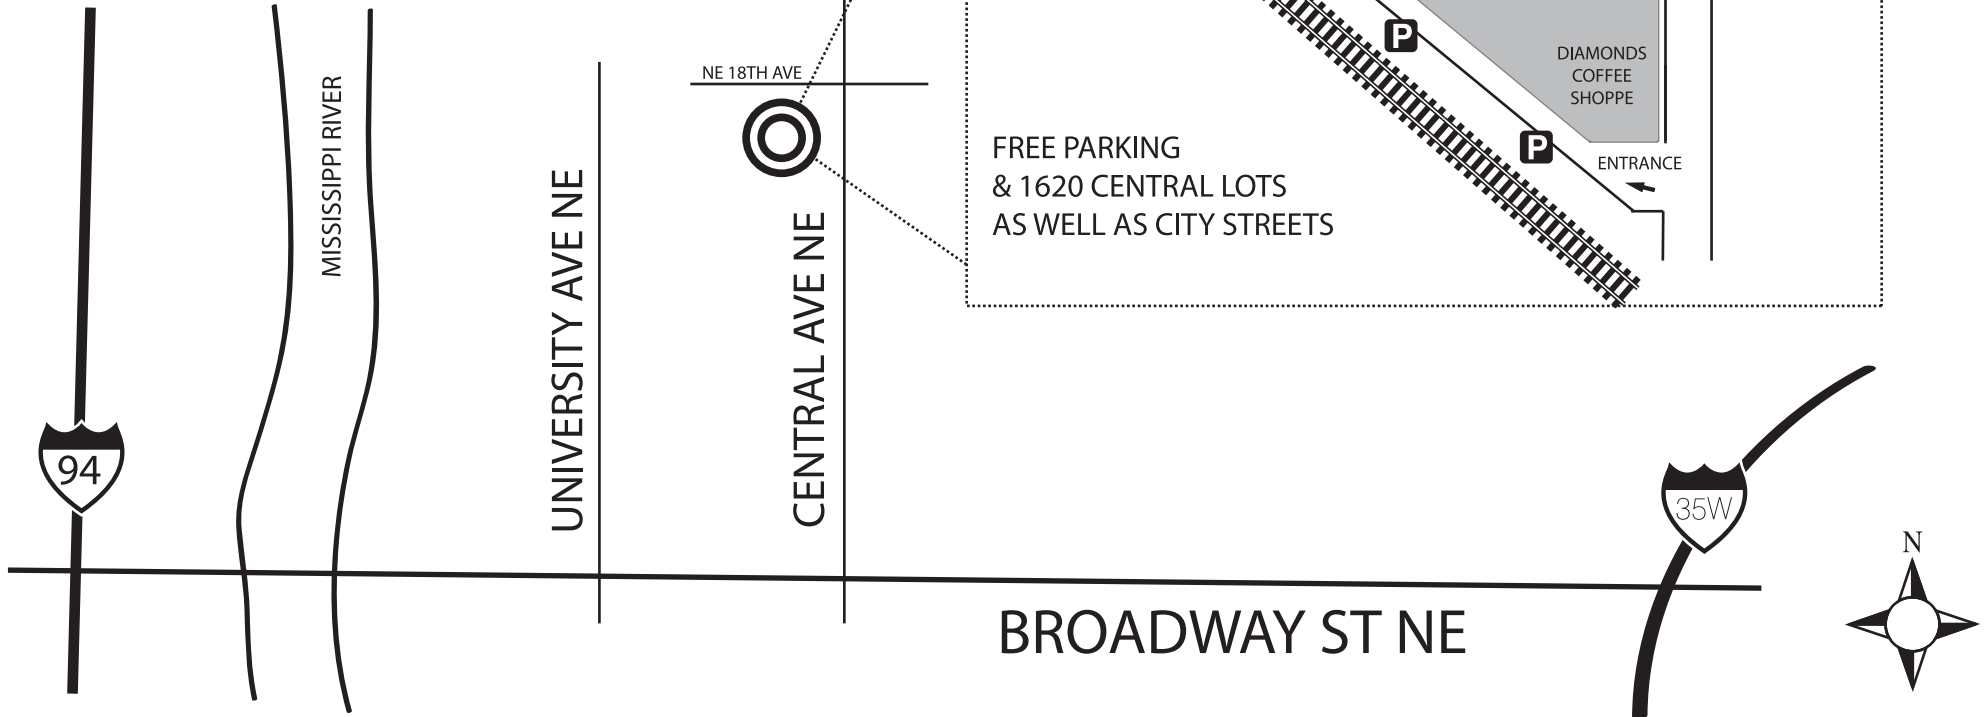 P
DIAMONDS
COFFEE
SHOPPE
NE 18TH AVE
MISSISSIPPI RIVER
FREE PARKING
& 1620 CENTRAL LOTS
AS WELL AS CITY STREETS
P
ENTRANCE
UNIVERSITY AVE NE
CENTRAL AVE NE
94
35W
N
BROADWAY ST NE